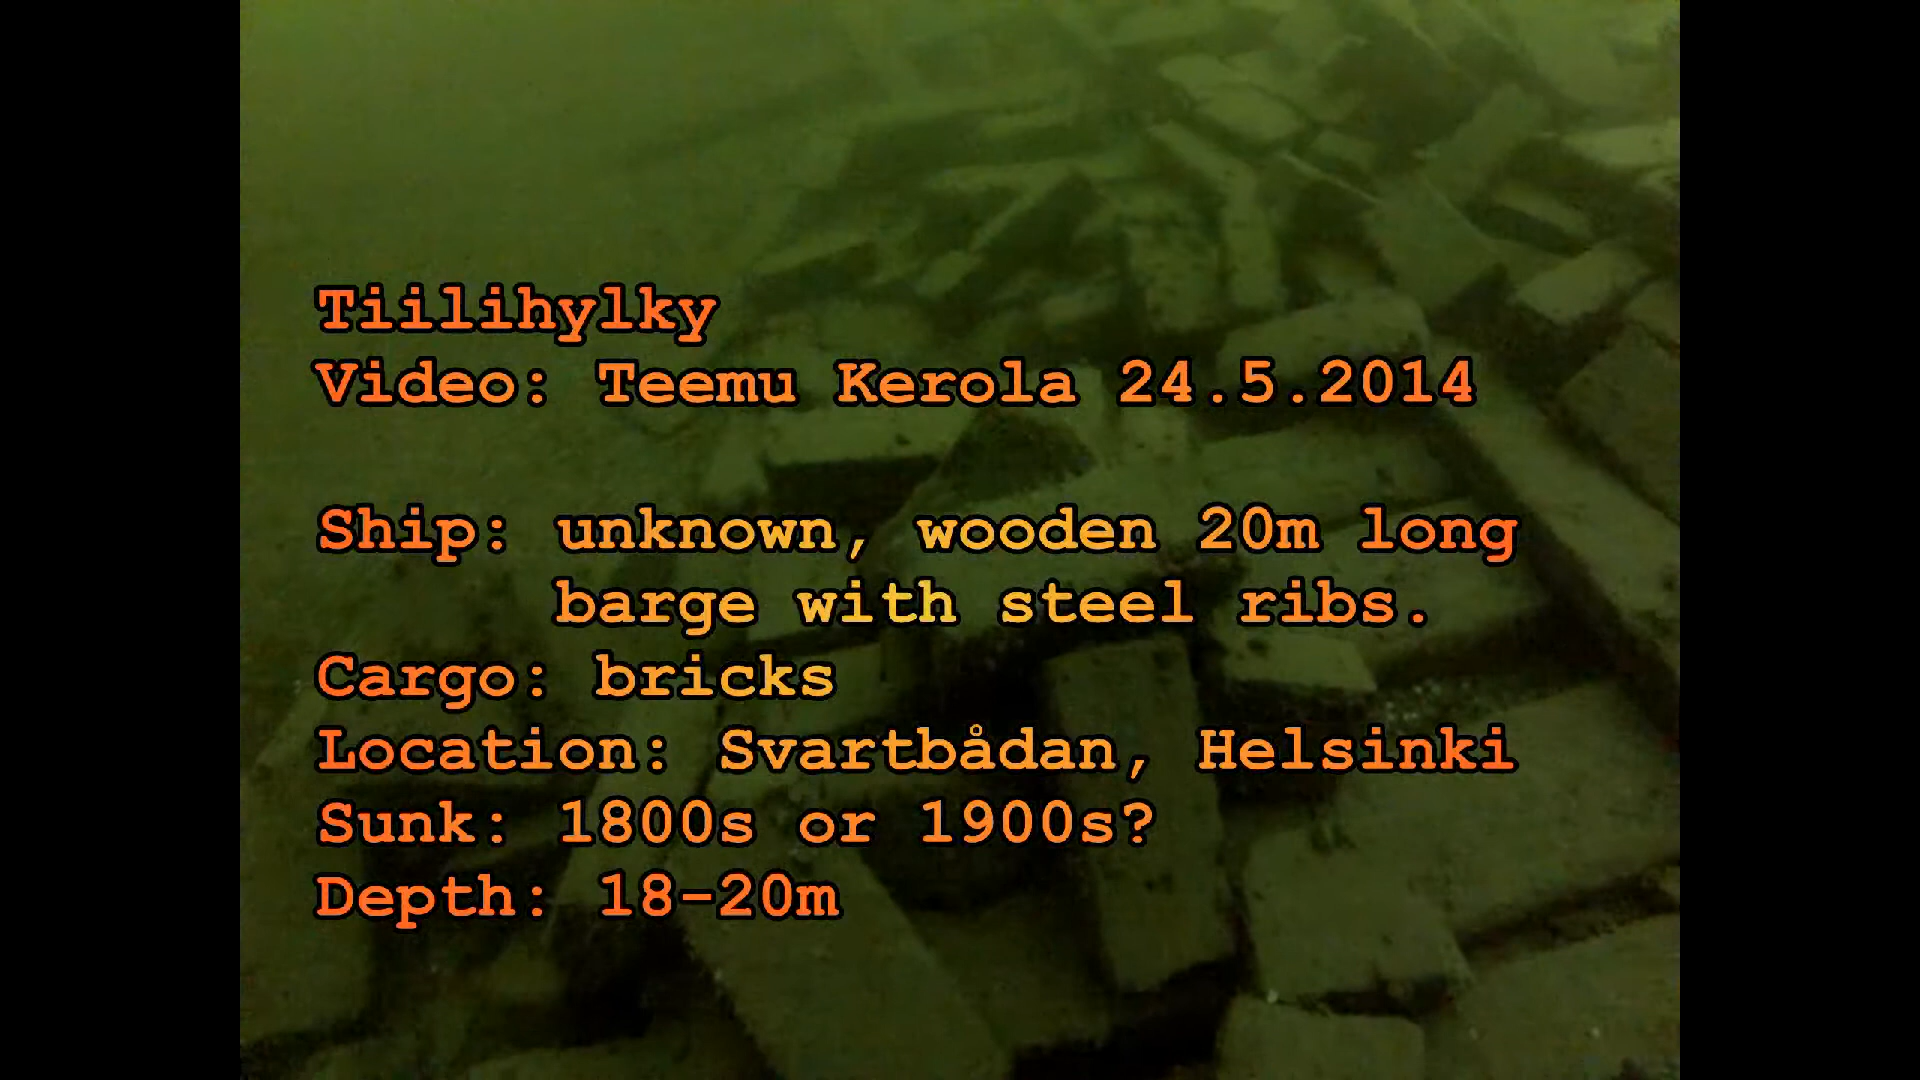 Tiilihylky
Video: Teemu Kerola 24.5.2014
Ship: unknown, wooden 20m long
barge with steel ribs.
Cargo: bricks
Location: Svartbådan, Helsinki
Sunk: 1800s or 1900s?
Depth: 18-20m